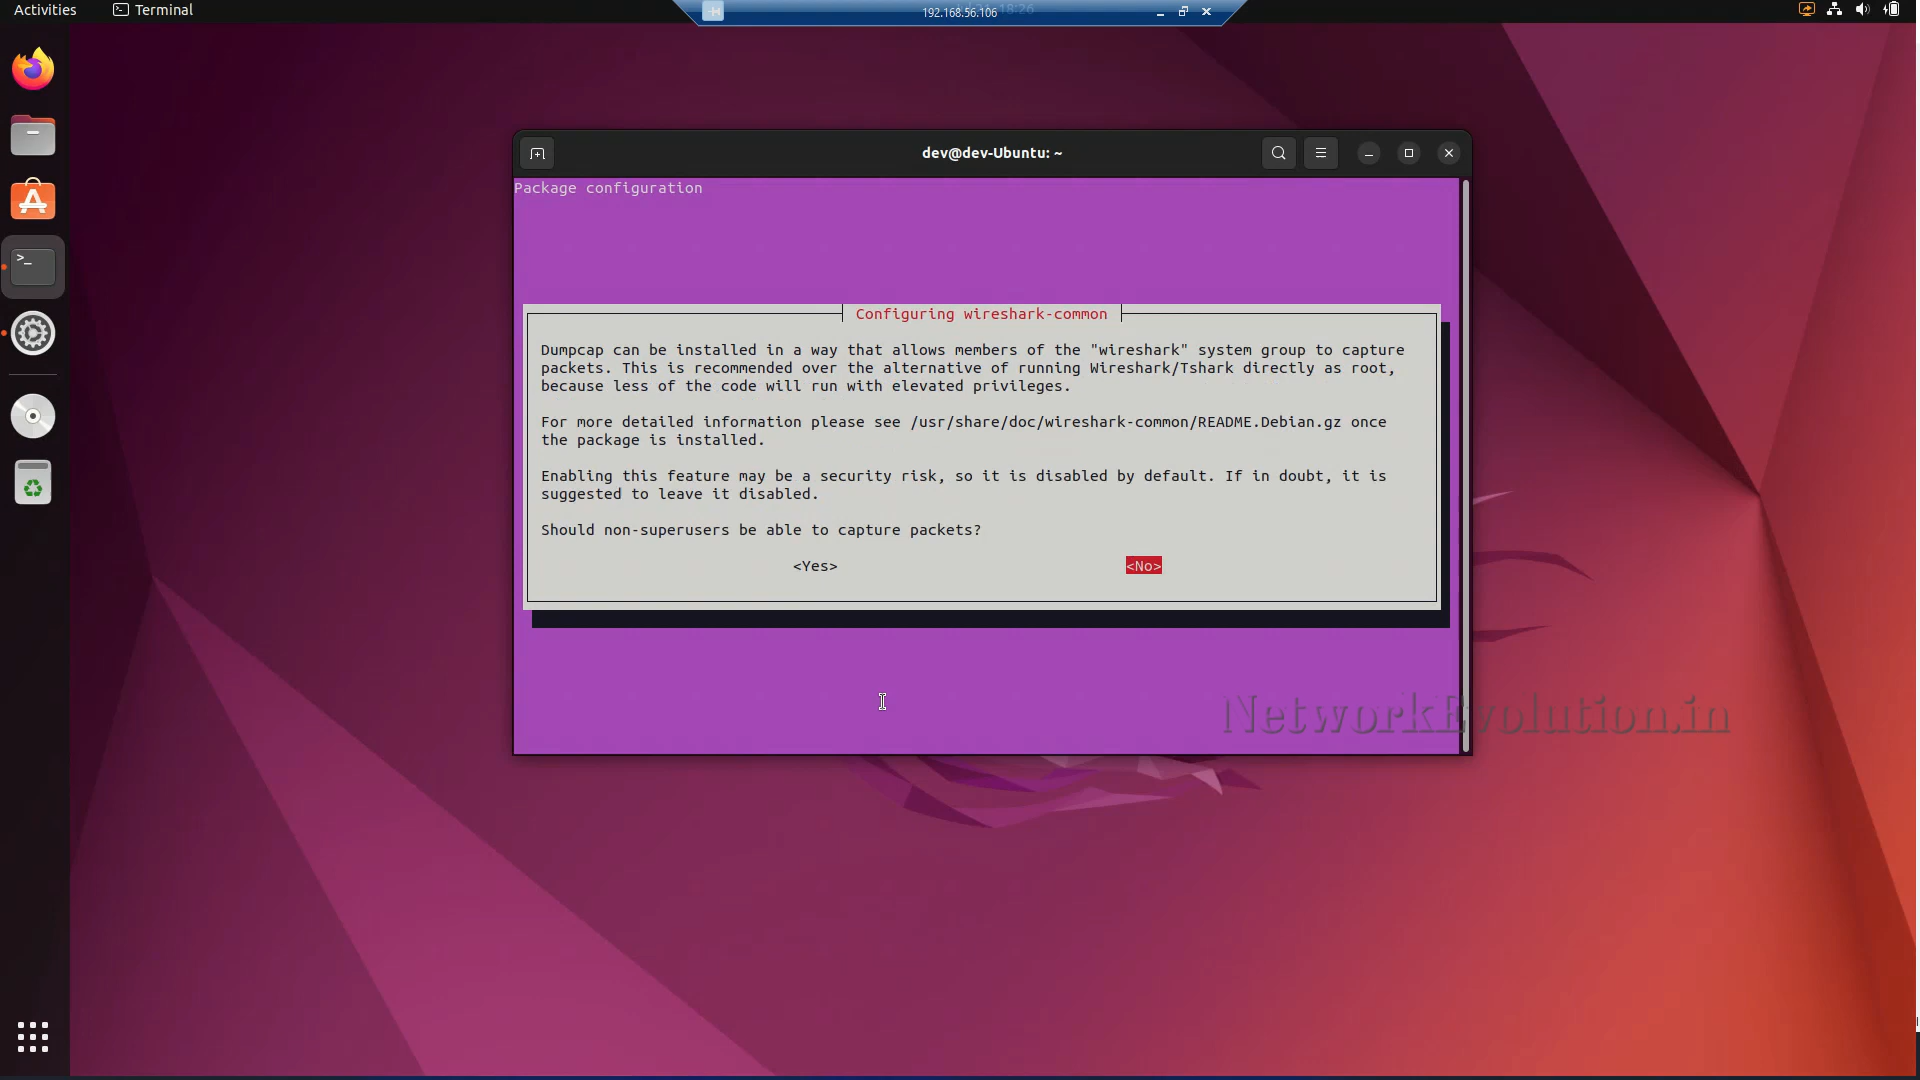 Activities
Terminal
192.168.56.106
18:26
dev@dev-Ubuntu: ~
Package configuration
Configuring wireshark-common
Dumpcap can be installed in a way that allows members of the "wireshark" system group to capture
packets. This is recommended over the alternative of running Wireshark/Tshark directly as root,
because less of the code will run with elevated privileges.
For more detailed information please see /usr/share/doc/wireshark-common/README.Debian.gz once
the package is installed.
Enabling this feature may be a security risk, so it is disabled by default. If in doubt, it is
suggested to leave it disabled.
Should non-superusers be able to capture packets?
<Yes>
<No>
NetworkEvolution.in